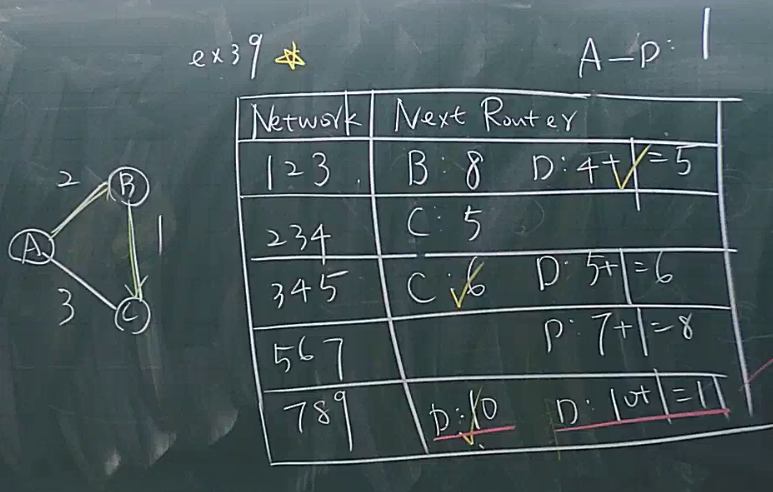 ex39 ☆
A-D: 1
Network Next Router
123 B: 8 D: 4+1=5
234 C: 5
345 C: 6 D: 5+1=6
567 D: 7+1=8
789 D: 10 D: 10+1=11
2 B
A 1
3 C